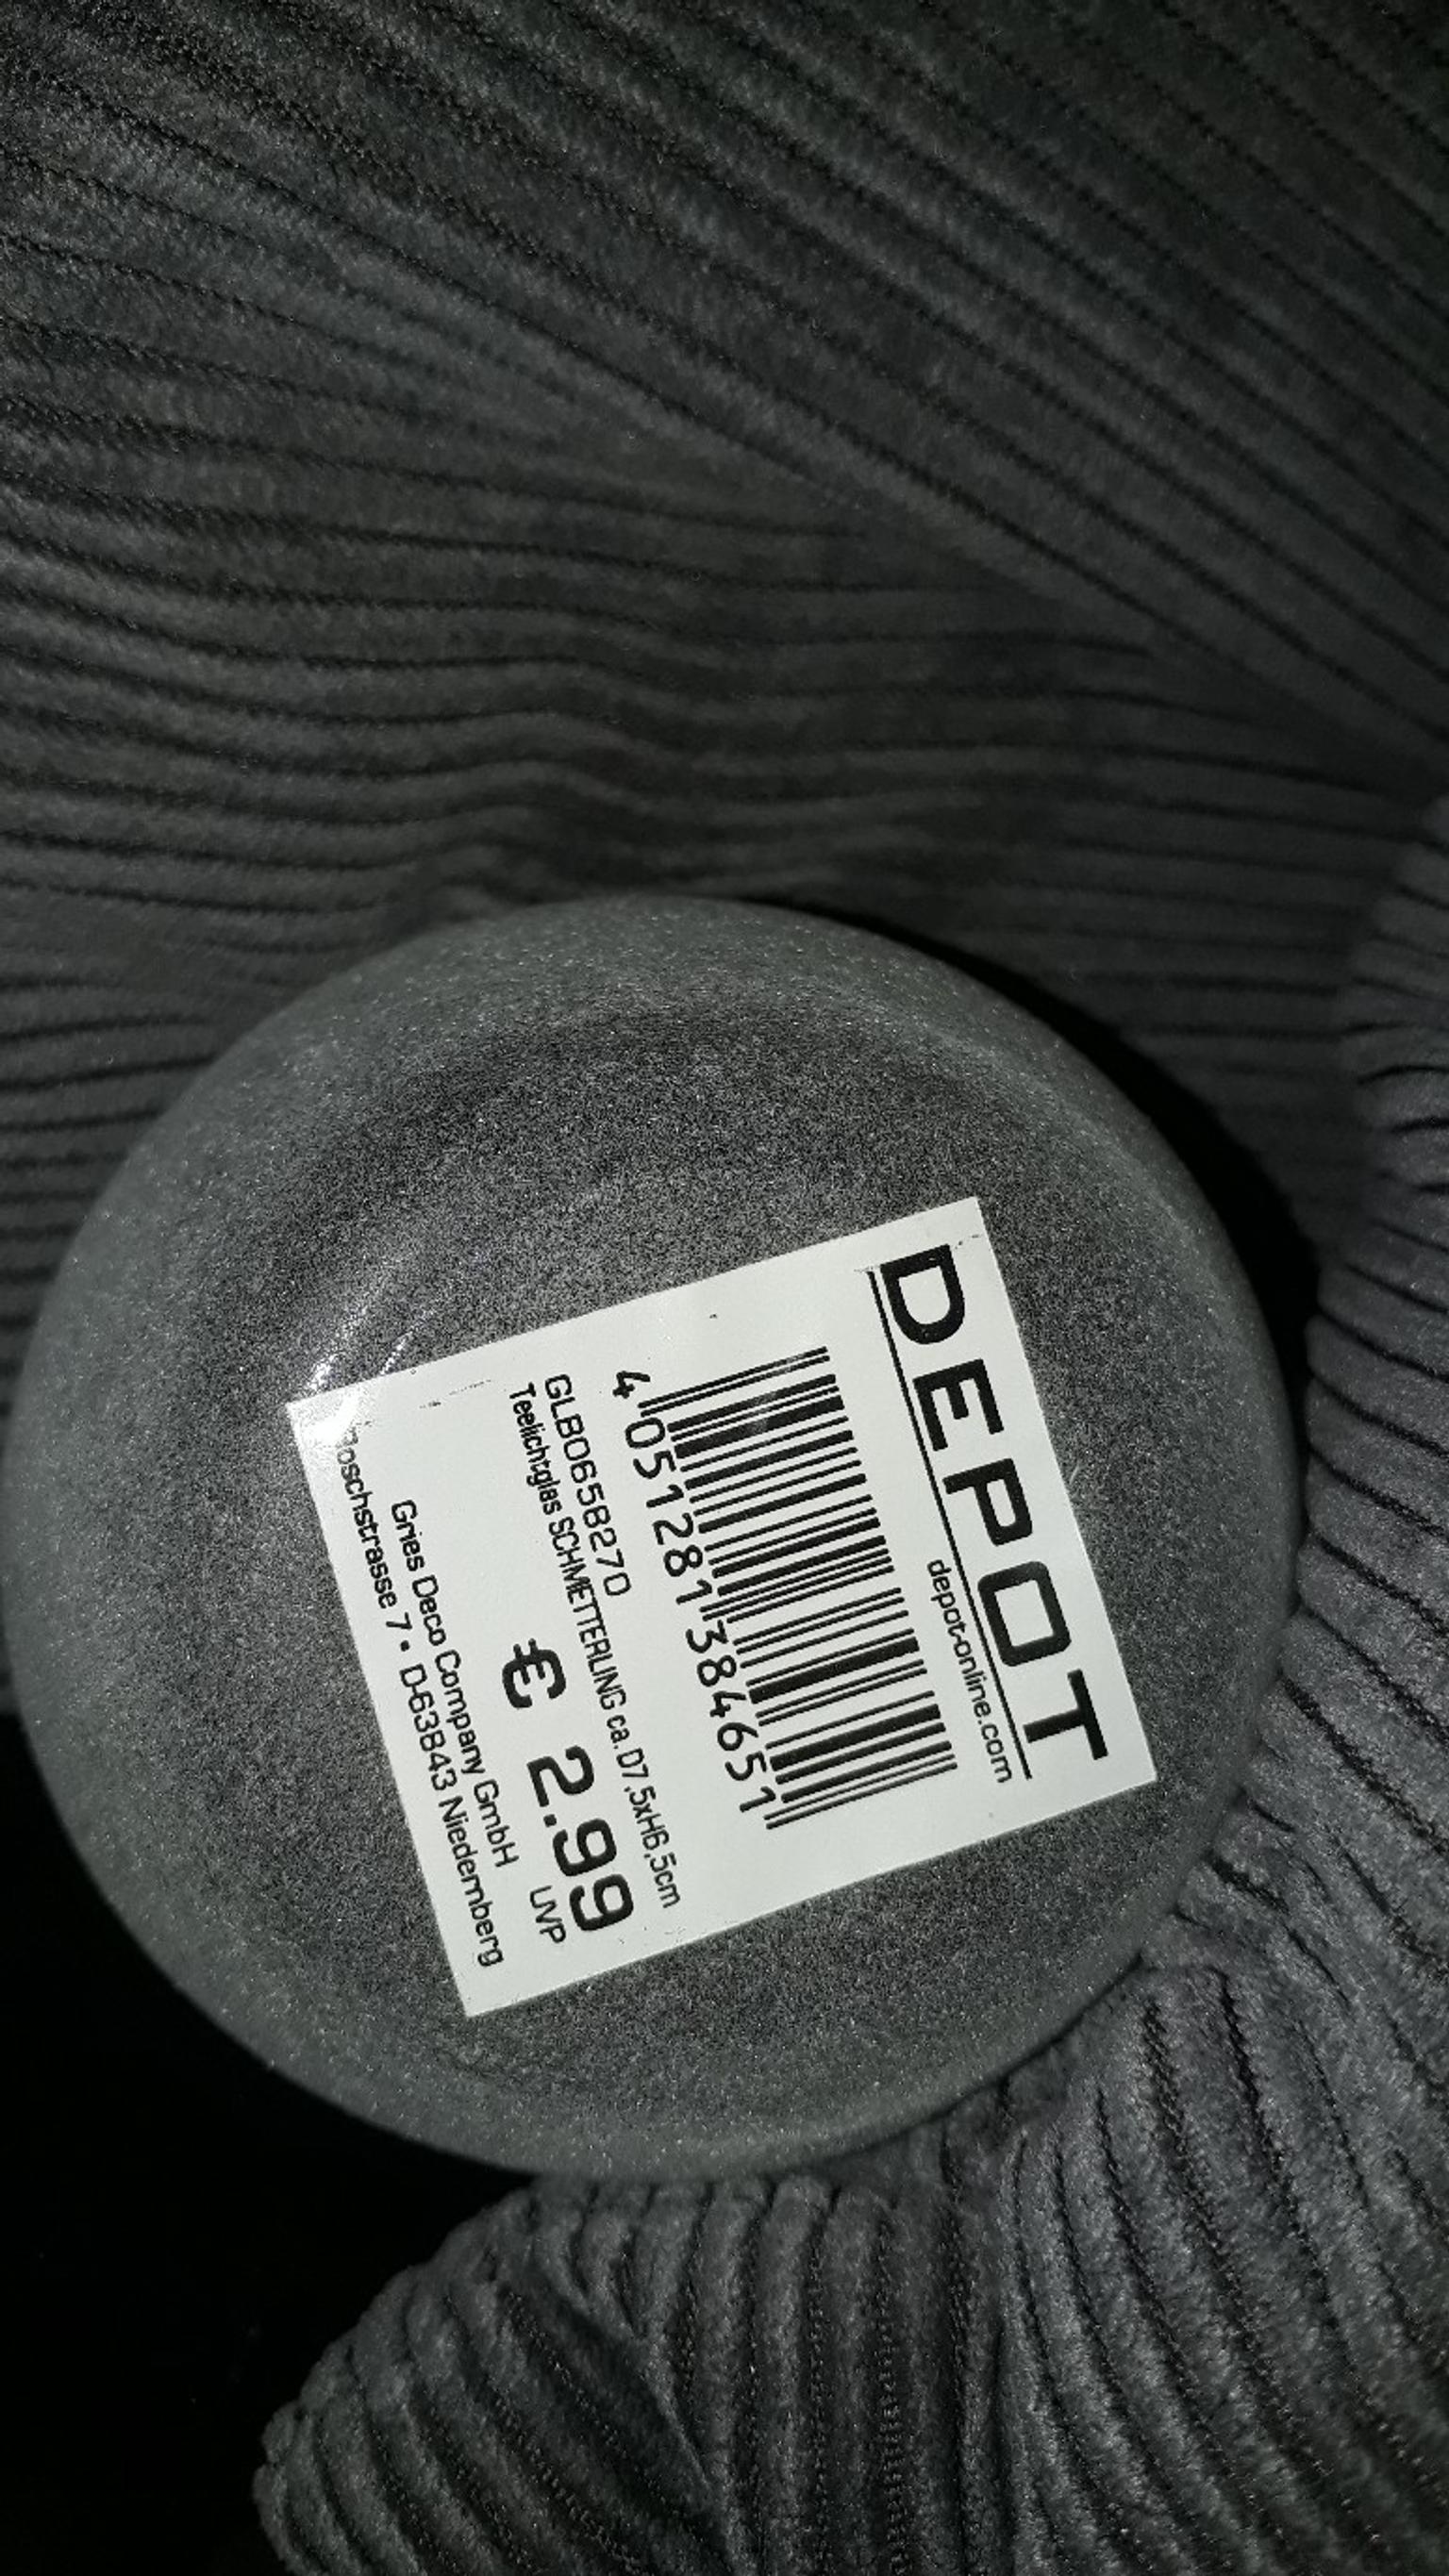 DEPOT
depot-online.com
4 051281 384651
GLB0658270
Teelichtglas SCHMETTERLING ca. D7,5xH6,5cm
€ 2.99
UVP
Gries Deco Company GmbH
7 • D-63843 Niedernberg